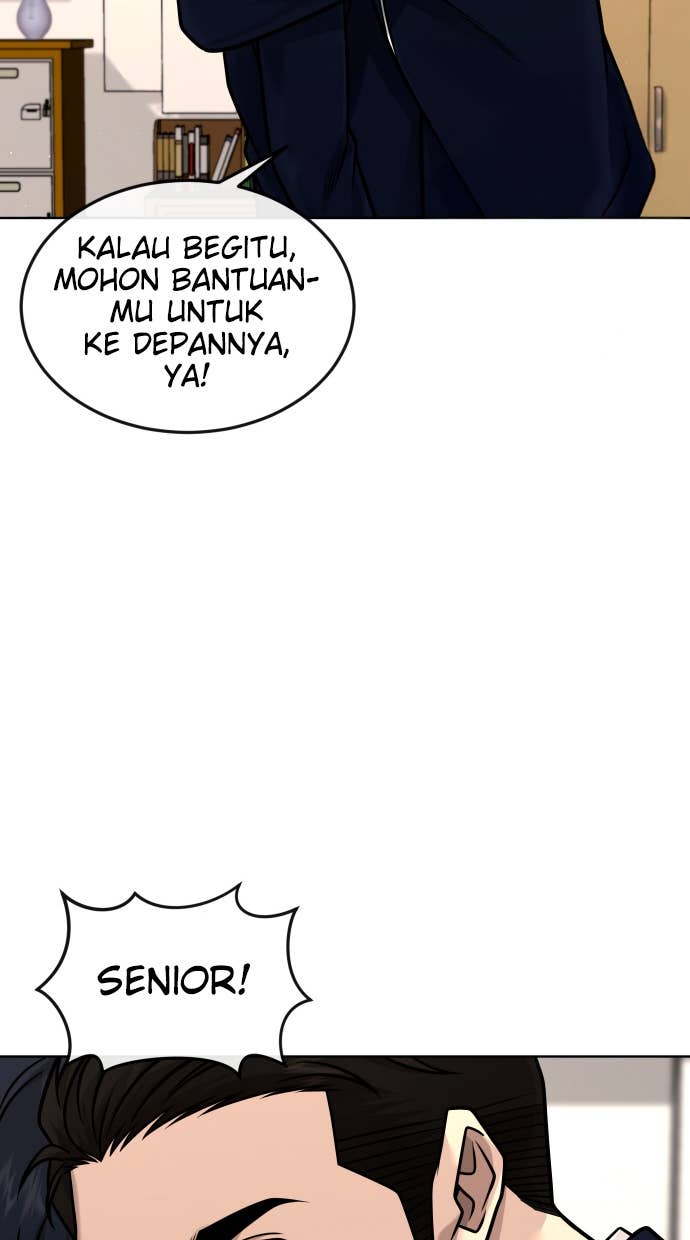 KALAU BEGITU,
MOHON BANTUAN-
MU UNTUK
KE DEPANNYA,
YA!
SENIOR!